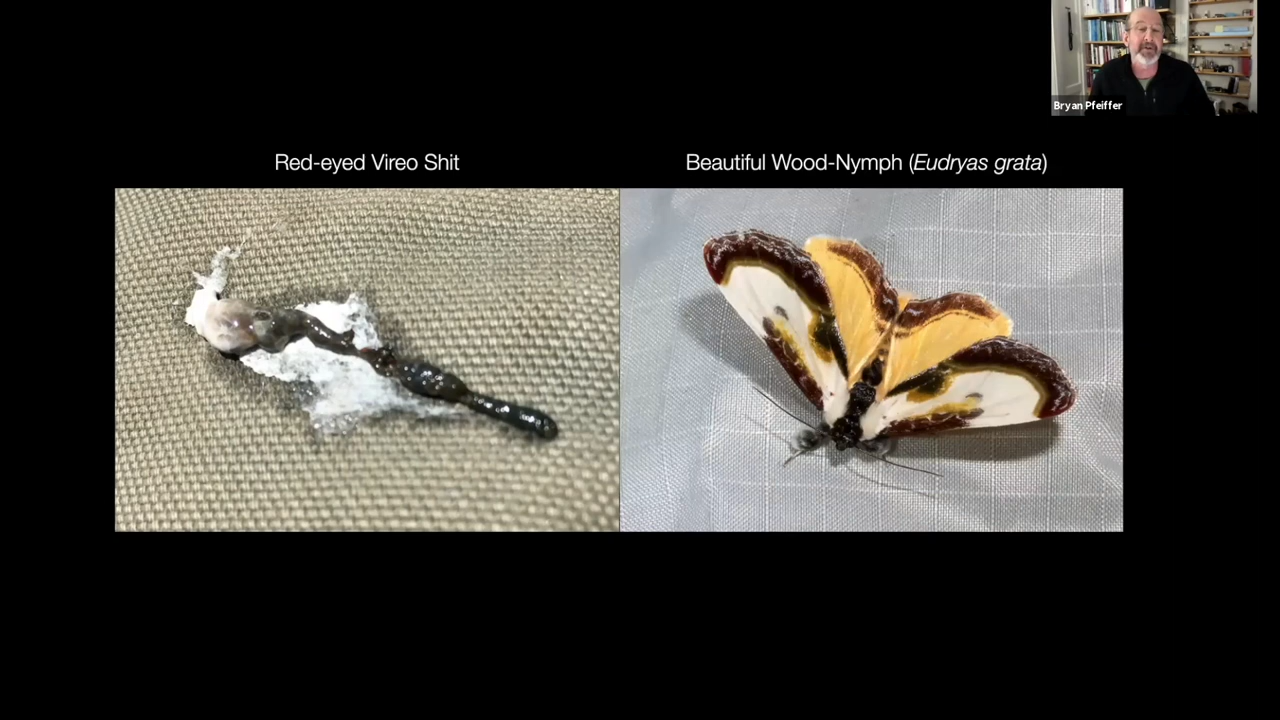 Bryan Pfeiffer
Red-eyed Vireo Shit
Beautiful Wood-Nymph (Eudryas grata)